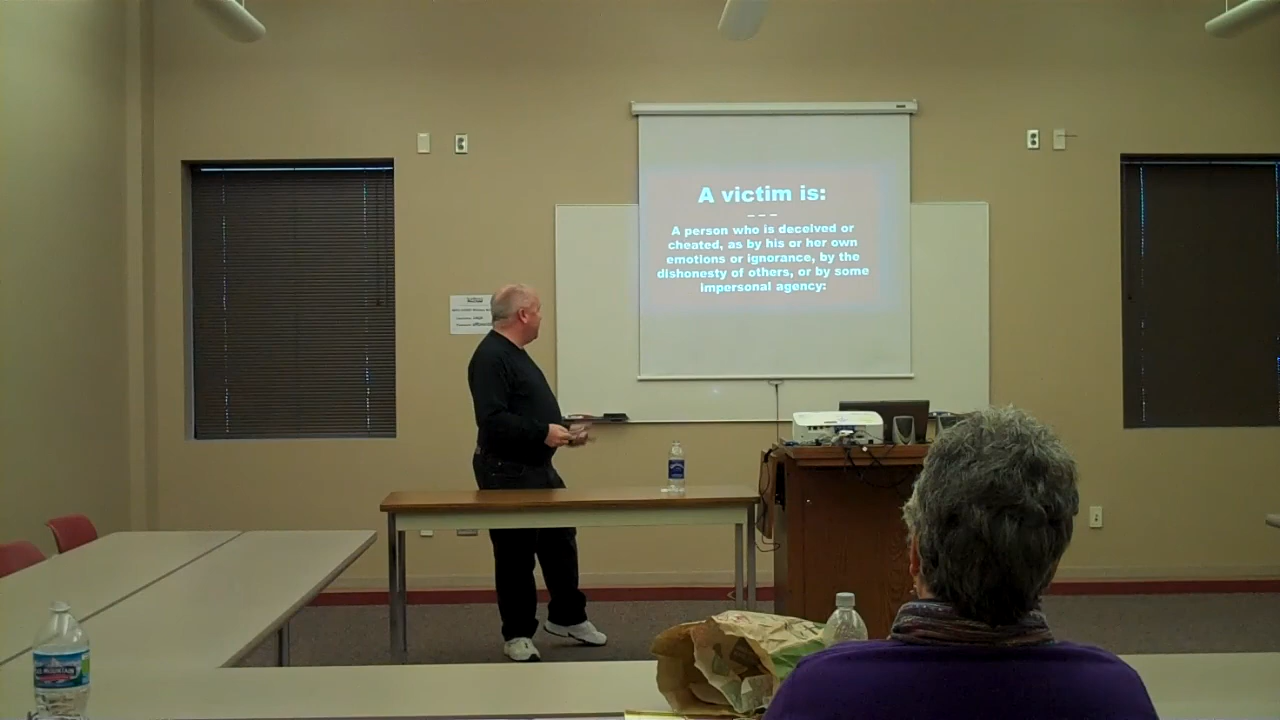 A victim is:
– – –
A person who is deceived or
cheated, as by his or her own
emotions or ignorance, by the
dishonesty of others, or by some
impersonal agency: